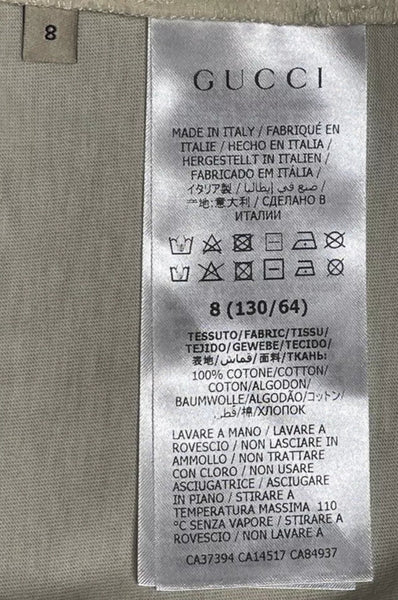 8
GUCCI
MADE IN ITALY / FABRIQUÉ EN
ITALIE / HECHO EN ITALIA /
HERGESTELLT IN ITALIEN /
FABRICADO EM ITÁLIA /
イタリア製 / صنع في إيطاليا /
产地:意大利 / СДЕЛАНО В
ИТАЛИИ
8 (130/64)
TESSUTO/FABRIC/TISSU/
TEJIDO/GEWEBE/TECIDO/
表地/قماش/面料/ТКАНЬ:
100% COTONE/COTTON/
COTON/ALGODON/
BAUMWOLLE/ALGODÃO/コットン/
قطن/棉/ХЛОПОК
LAVARE A MANO / LAVARE A
ROVESCIO / NON LASCIARE IN
AMMOLLO / NON TRATTARE
CON CLORO / NON USARE
ASCIUGATRICE / ASCIUGARE
IN PIANO / STIRARE A
TEMPERATURA MASSIMA 110
°C SENZA VAPORE / STIRARE A
ROVESCIO / NON LAVARE A
CA37394 CA14517 CA84937